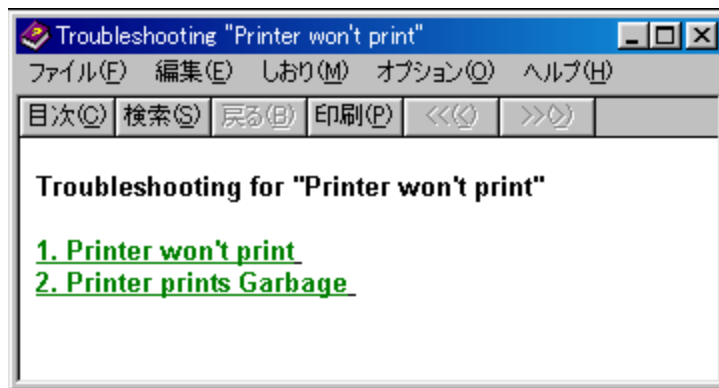 Troubleshooting "Printer won't print"
ファイル(F) 編集(E) しおり(M) オプション(O) ヘルプ(H)
目次(C) 検索(S) 戻る(B) 印刷(P) <<(<) >>(>)
Troubleshooting for "Printer won't print"
1. Printer won't print
2. Printer prints Garbage